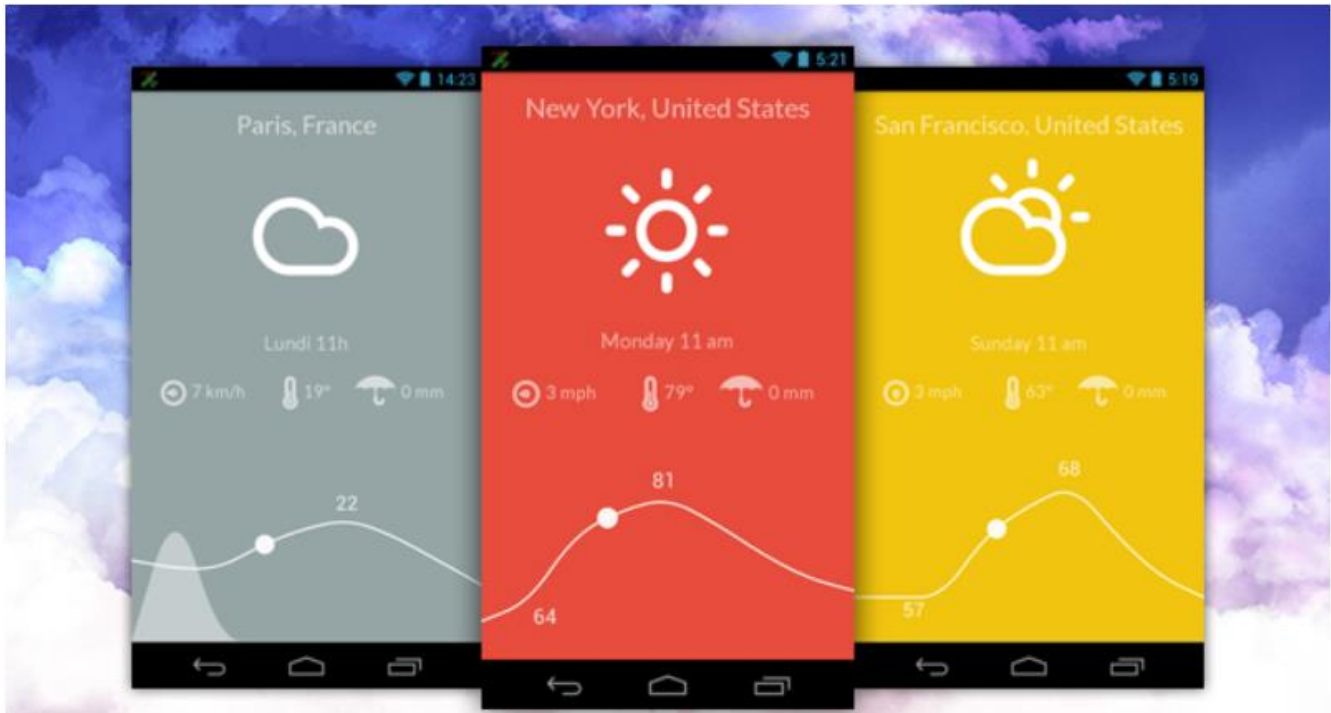 14:23
Paris, France
Lundi 11h
7 km/h 19° 0 mm
22
5:21
New York, United States
Monday 11 am
3 mph 79° 0 mm
81
64
5:19
San Francisco, United States
Sunday 11 am
3 mph 63° 0 mm
68
57